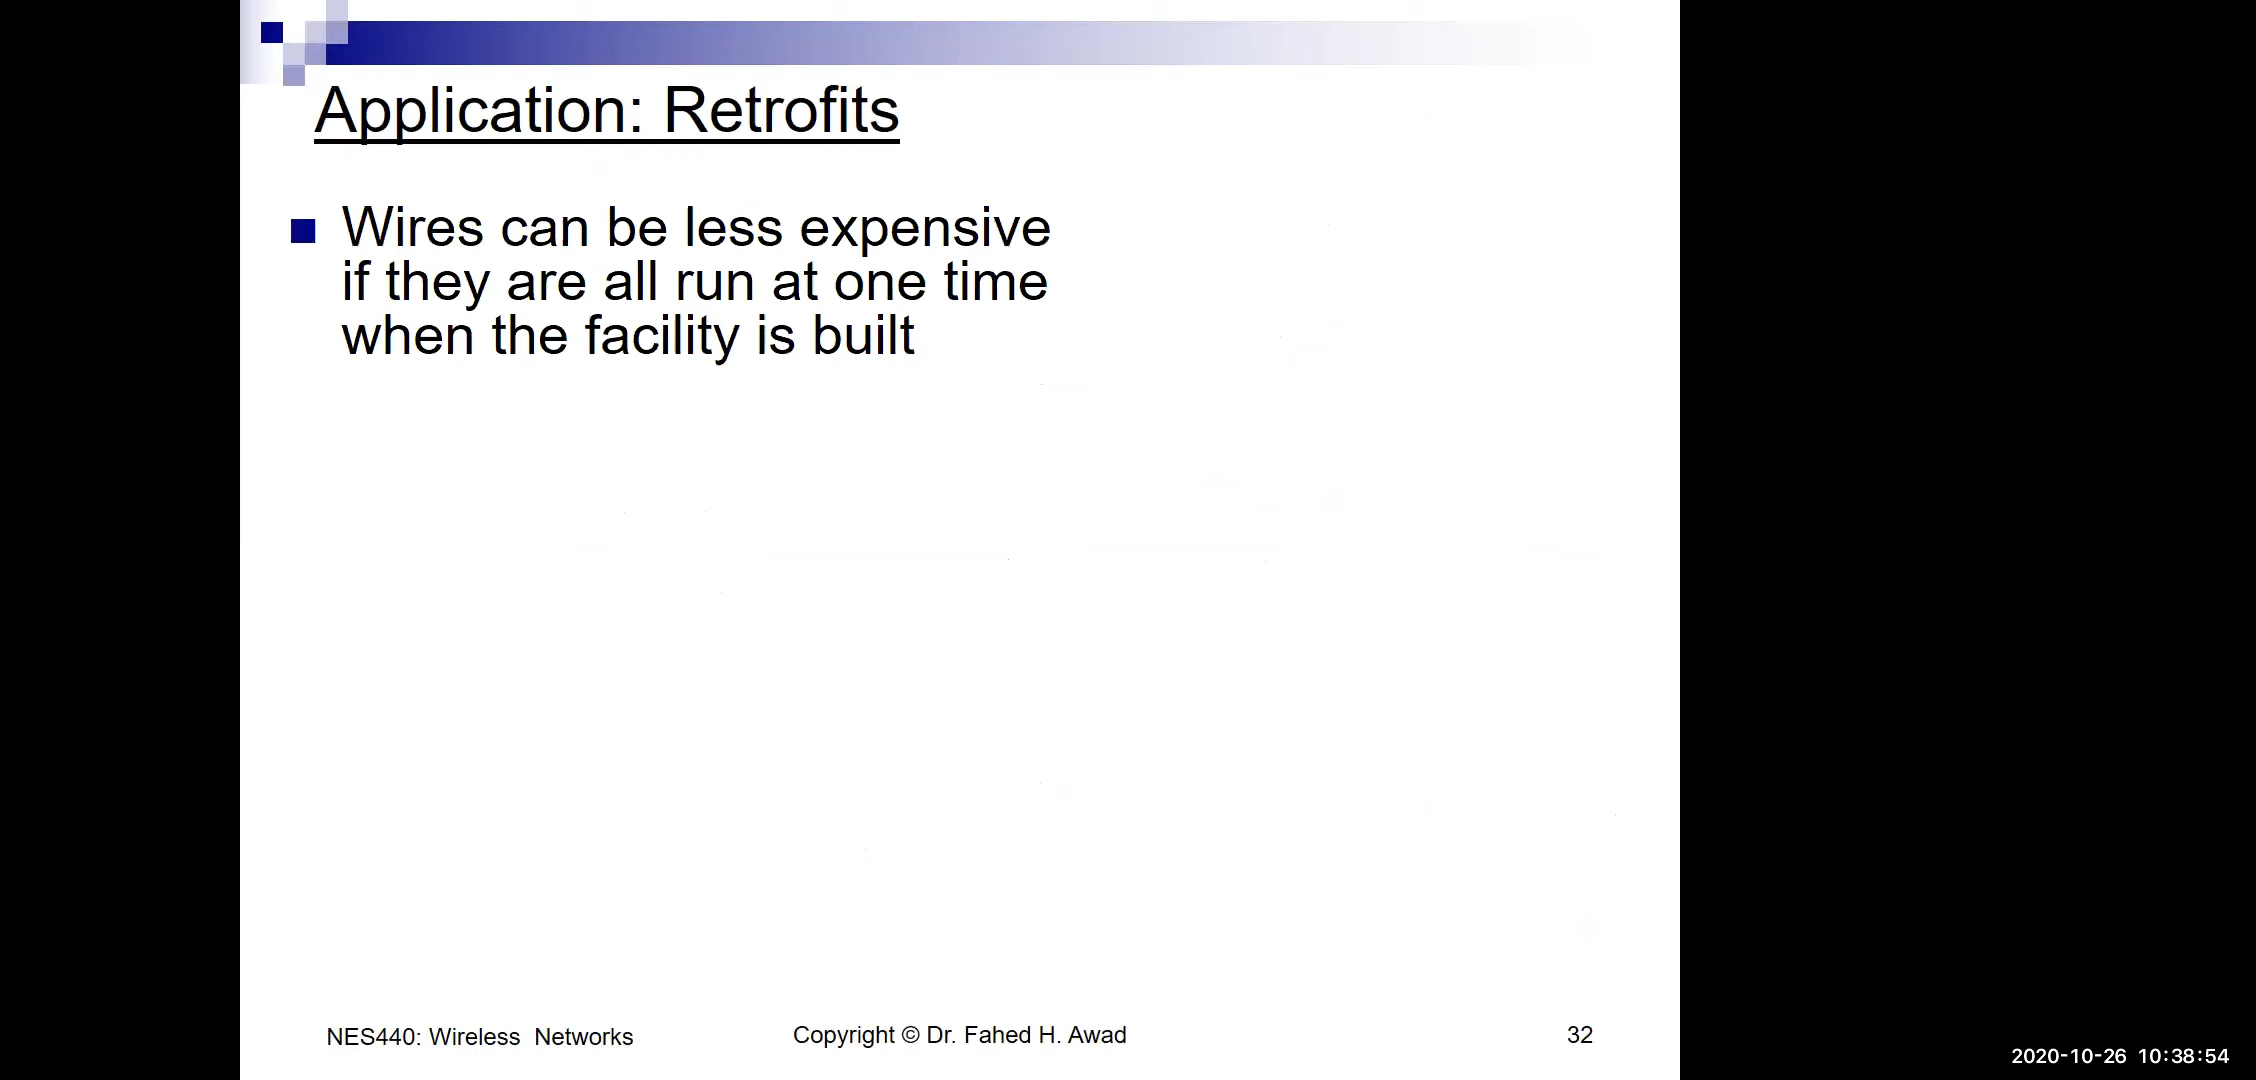 Application: Retrofits
Wires can be less expensive
if they are all run at one time
when the facility is built
NES440: Wireless Networks
Copyright © Dr. Fahed H. Awad
32
2020-10-26 10:38:54